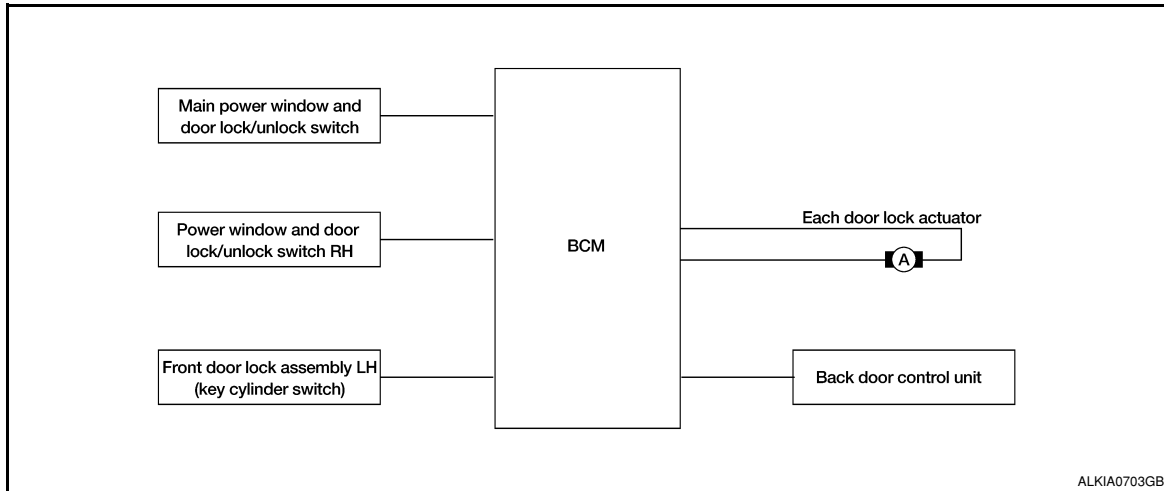 Main power window and
door lock/unlock switch
Power window and door
lock/unlock switch RH
Front door lock assembly LH
(key cylinder switch)
BCM
Each door lock actuator
A
Back door control unit
ALKIA0703GB